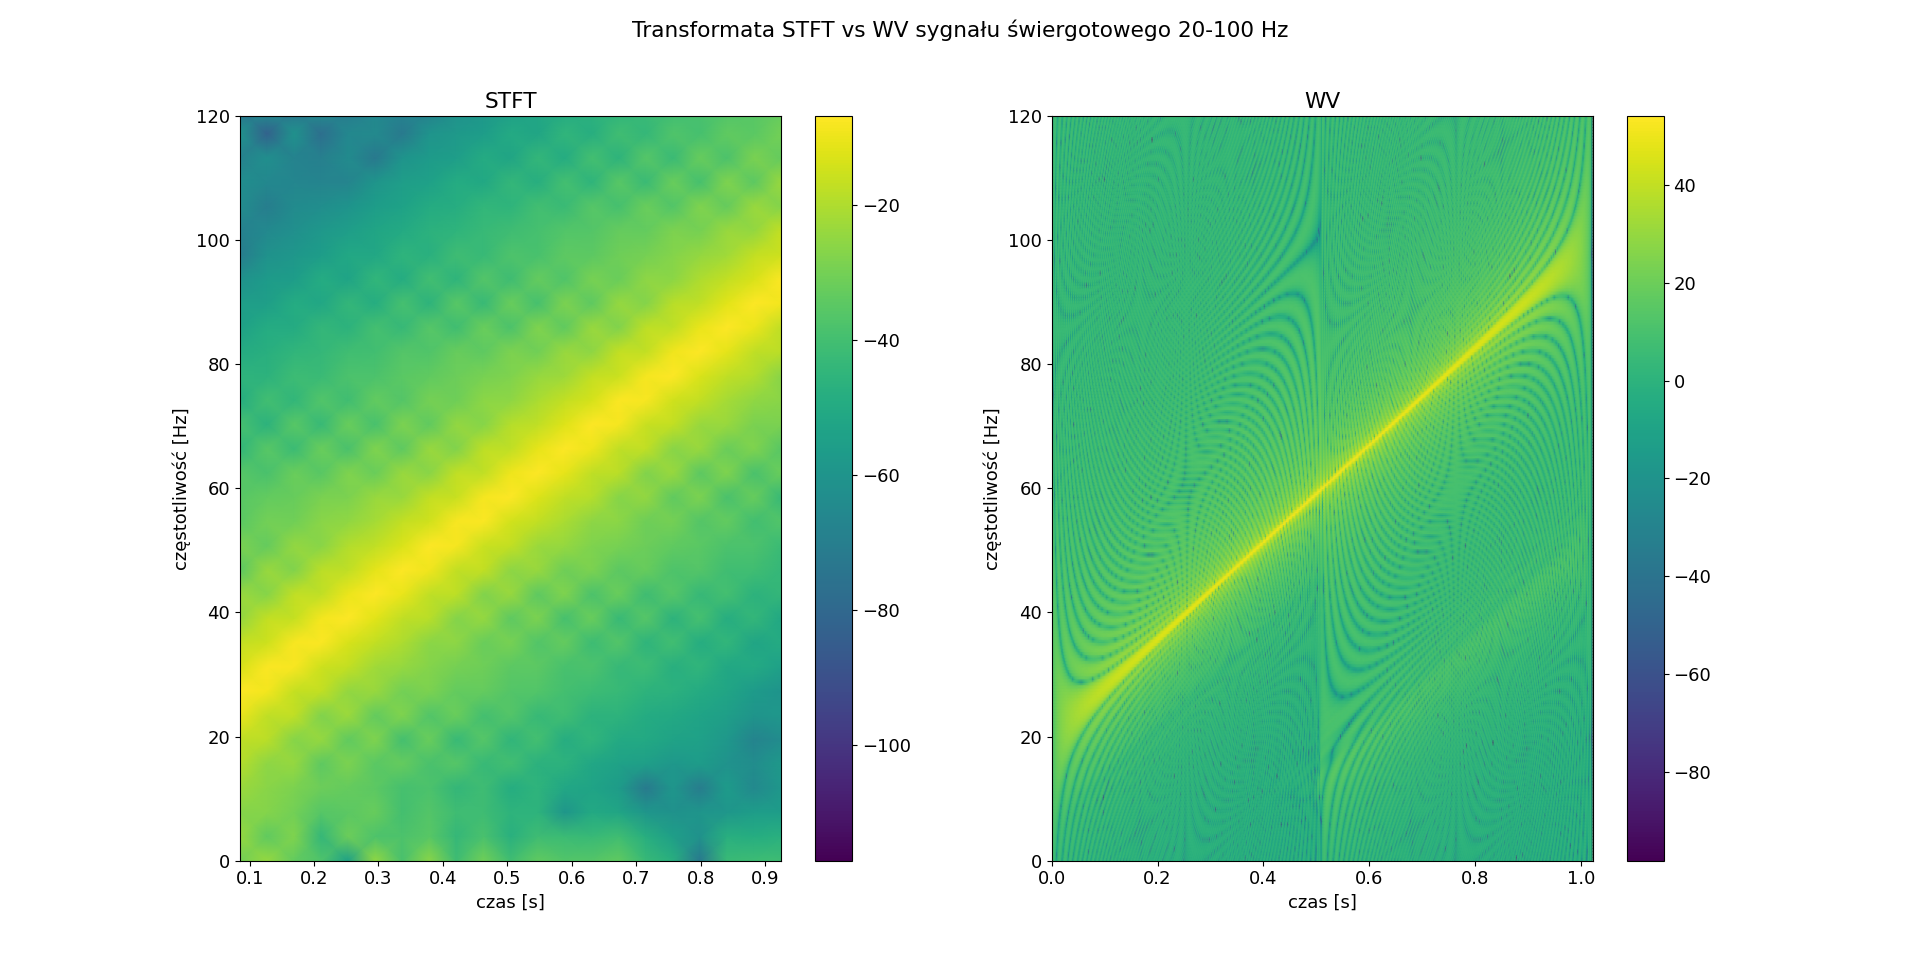 Transformata STFT vs WV sygnału świergotowego 20-100 Hz
STFT
120
100
80
60
40
20
0
częstotliwość [Hz]
0.1 0.2 0.3 0.4 0.5 0.6 0.7 0.8 0.9
czas [s]
−20
−40
−60
−80
−100
WV
120
100
80
60
40
20
0
częstotliwość [Hz]
0.0 0.2 0.4 0.6 0.8 1.0
czas [s]
40
20
0
−20
−40
−60
−80